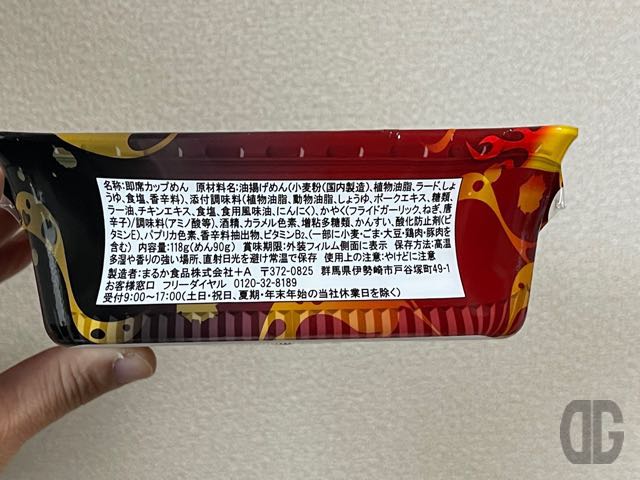 名称:即席カップめん 原材料名:油揚げめん(小麦粉(国内製造)、植物油脂、ラード、しょ
うゆ、食塩、香辛料)、添付調味料(植物油脂、動物油脂、しょうゆ、ポークエキス、糖類、
ラー油、チキンエキス、食塩、食用風味油、にんにく)、かやく(フライドガーリック、ねぎ、唐
辛子)/調味料(アミノ酸等)、酒精、カラメル色素、増粘多糖類、かんすい、酸化防止剤(ビ
タミンE)、パプリカ色素、香辛料抽出物、ビタミンB₂、(一部に小麦・ごま・大豆・鶏肉・豚肉を
含む) 内容量:118g(めん90g) 賞味期限:外装フィルム側面に表示 保存方法:高温
多湿や香りの強い場所、直射日光を避けて常温で保存 使用上の注意:やけどに注意
製造者:まるか食品株式会社+A 〒372-0825 群馬県伊勢崎市戸谷塚町49-1
お客様窓口 フリーダイヤル 0120-32-8189
受付9:00〜17:00(土日・祝日、夏期・年末年始の当社休業日を除く)
DG